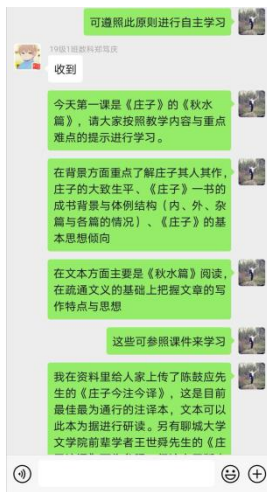 可遵照此原则进行自主学习
19级1班数科郑骂庆
收到
今天第一课是《庄子》的《秋水
篇》，请大家按照教学内容与重点
难点的提示进行学习。
在背景方面重点了解庄子其人其作，
庄子的大致生平、《庄子》一书的
成书背景与体例结构（内、外、杂
篇与各篇的情况）、《庄子》的基
本思想倾向
在文本方面主要是《秋水篇》阅读，
在疏通文义的基础上把握文章的写
作特点与思想
这些可参照课件来学习
我在资料里给人家上传了陈鼓应先
生的《庄子今注今译》，这是目前
最佳最为通行的注译本，文本可以
此本为据进行研读。另有聊城大学
文学院前辈学者王世舜先生的《庄